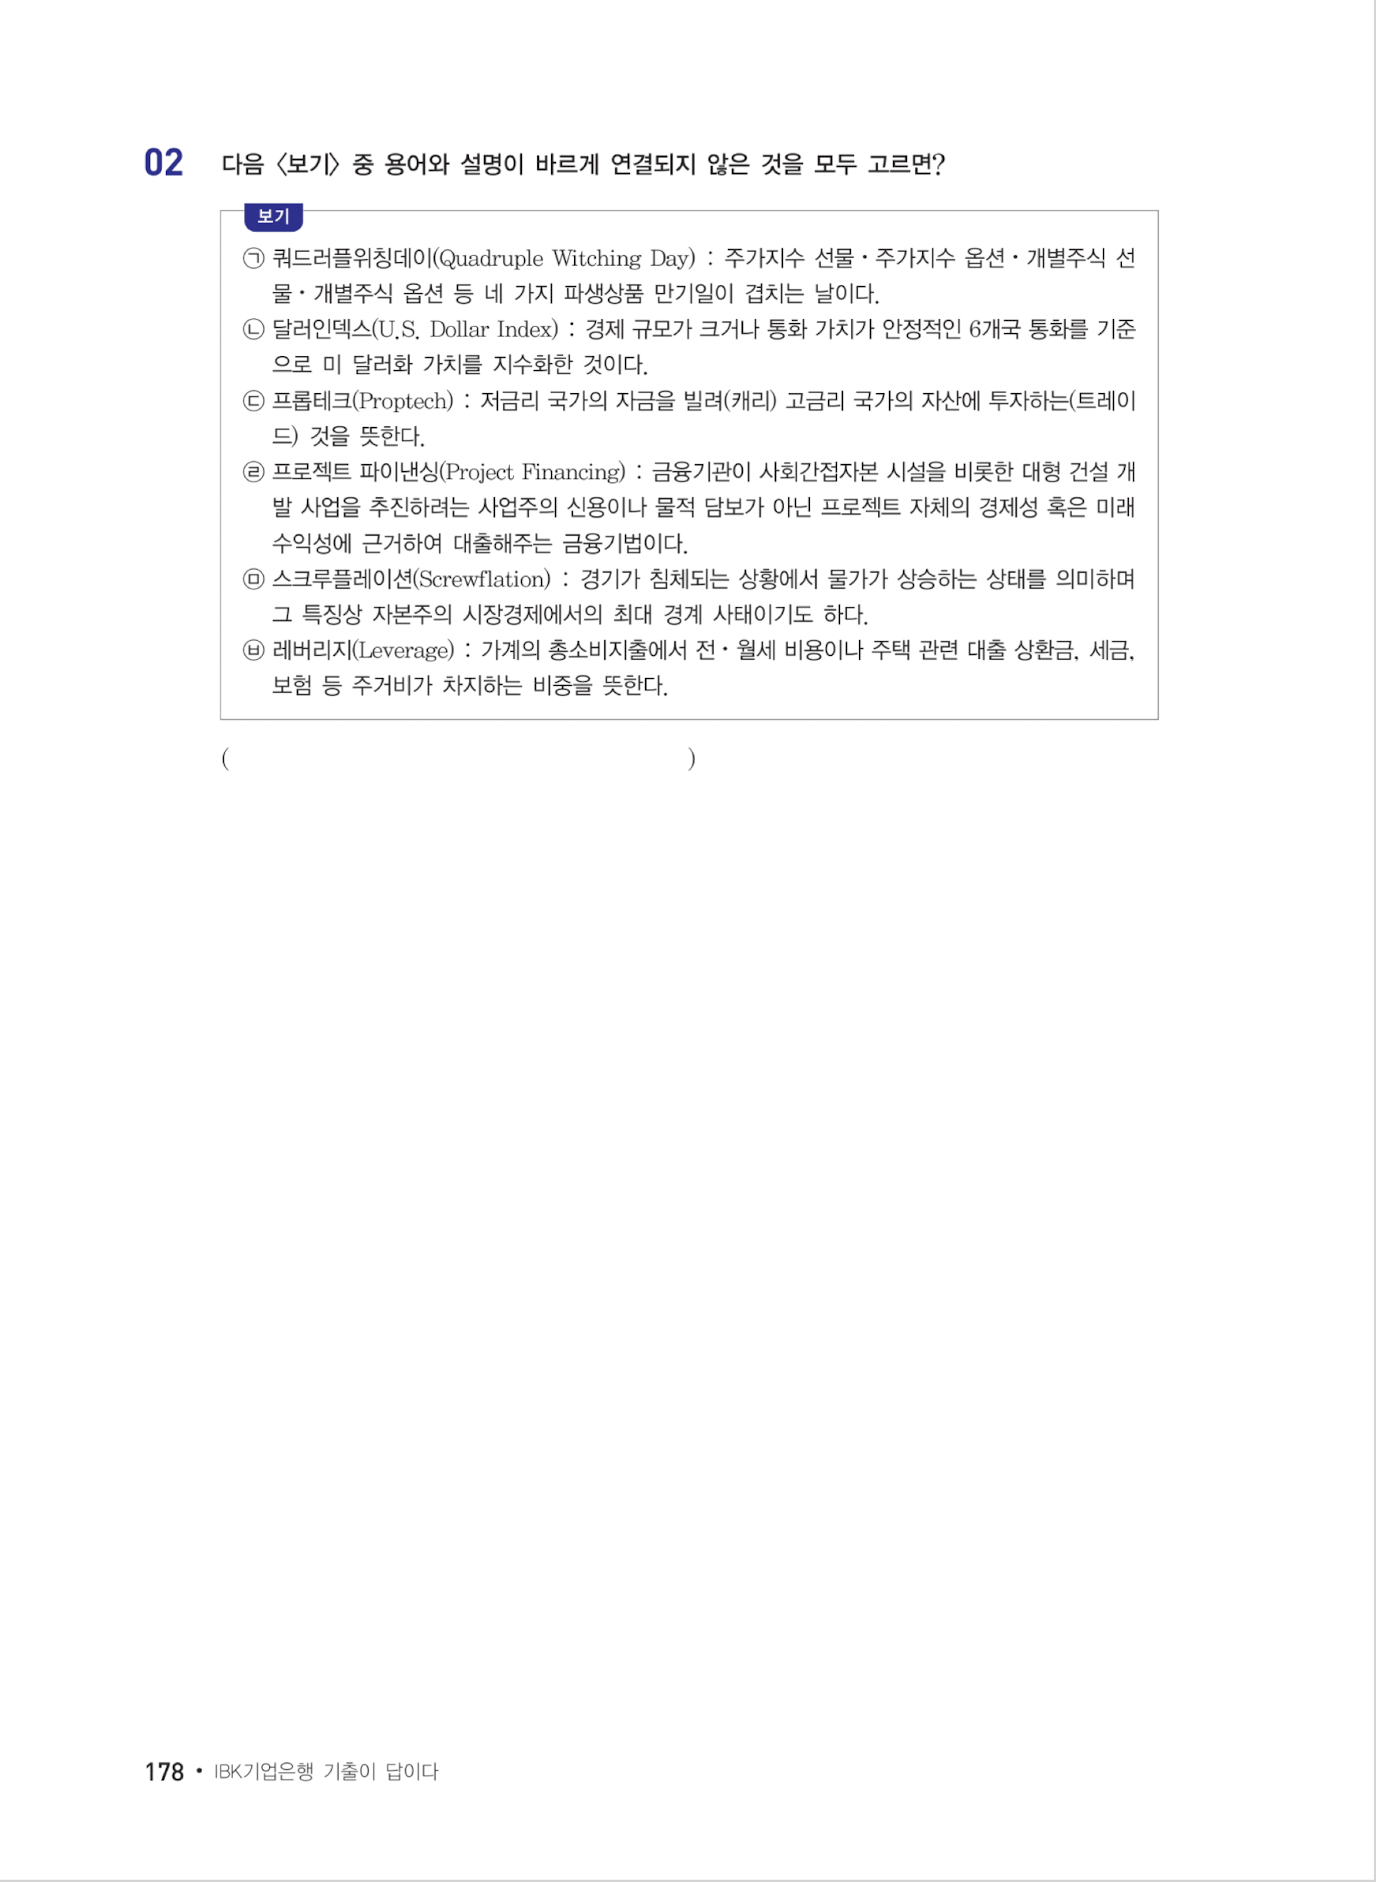 02 다음 〈보기〉 중 용어와 설명이 바르게 연결되지 않은 것을 모두 고르면?
보기
㉠ 쿼드러플위칭데이(Quadruple Witching Day) : 주가지수 선물・주가지수 옵션・개별주식 선
물・개별주식 옵션 등 네 가지 파생상품 만기일이 겹치는 날이다.
㉡ 달러인덱스(U.S. Dollar Index) : 경제 규모가 크거나 통화 가치가 안정적인 6개국 통화를 기준
으로 미 달러화 가치를 지수화한 것이다.
㉢ 프롭테크(Proptech) : 저금리 국가의 자금을 빌려(캐리) 고금리 국가의 자산에 투자하는(트레이
드) 것을 뜻한다.
㉣ 프로젝트 파이낸싱(Project Financing) : 금융기관이 사회간접자본 시설을 비롯한 대형 건설 개
발 사업을 추진하려는 사업주의 신용이나 물적 담보가 아닌 프로젝트 자체의 경제성 혹은 미래
수익성에 근거하여 대출해주는 금융기법이다.
㉤ 스크루플레이션(Screwflation) : 경기가 침체되는 상황에서 물가가 상승하는 상태를 의미하며
그 특징상 자본주의 시장경제에서의 최대 경계 사태이기도 하다.
㉥ 레버리지(Leverage) : 가계의 총소비지출에서 전・월세 비용이나 주택 관련 대출 상환금, 세금,
보험 등 주거비가 차지하는 비중을 뜻한다.
( )
178 • IBK기업은행 기출이 답이다